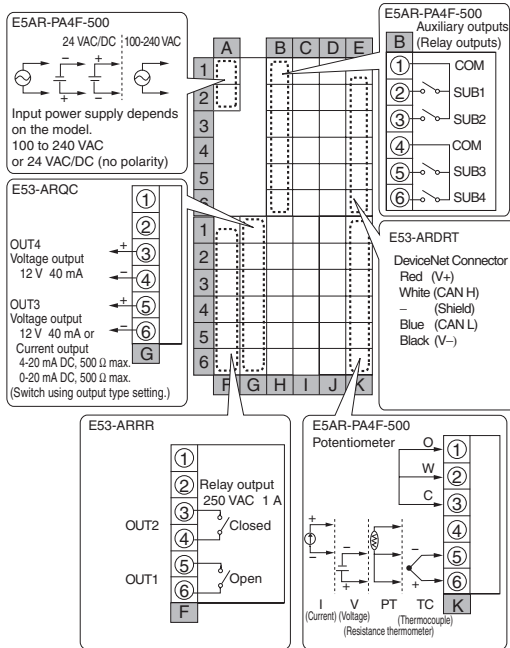 E5AR-PA4F-500
24 VAC/DC 100-240 VAC
Input power supply depends
on the model.
100 to 240 VAC
or 24 VAC/DC (no polarity)
A B C D E
1
2
3
4
5
6
1
2
3
4
5
6
F G H I J K
E5AR-PA4F-500
Auxiliary outputs
(Relay outputs)
B
1 COM
2 SUB1
3 SUB2
4 COM
5 SUB3
6 SUB4
E53-ARQC
1
2
3
4
5
6
G
OUT4 +
Voltage output
12 V 40 mA –
OUT3 +
Voltage output
12 V 40 mA or –
Current output
4-20 mA DC, 500 Ω max.
0-20 mA DC, 500 Ω max.
(Switch using output type setting.)
E53-ARDRT
DeviceNet Connector
Red (V+)
White (CAN H)
– (Shield)
Blue (CAN L)
Black (V–)
E53-ARRR
1
2
3
4
5
6
F
Relay output
250 VAC 1 A
OUT2 Closed
OUT1 Open
E5AR-PA4F-500
Potentiometer
O 1
W 2
C 3
4
5
6
K
+ – – + – +
I V PT TC
(Current) (Voltage) (Thermocouple)
(Resistance thermometer)